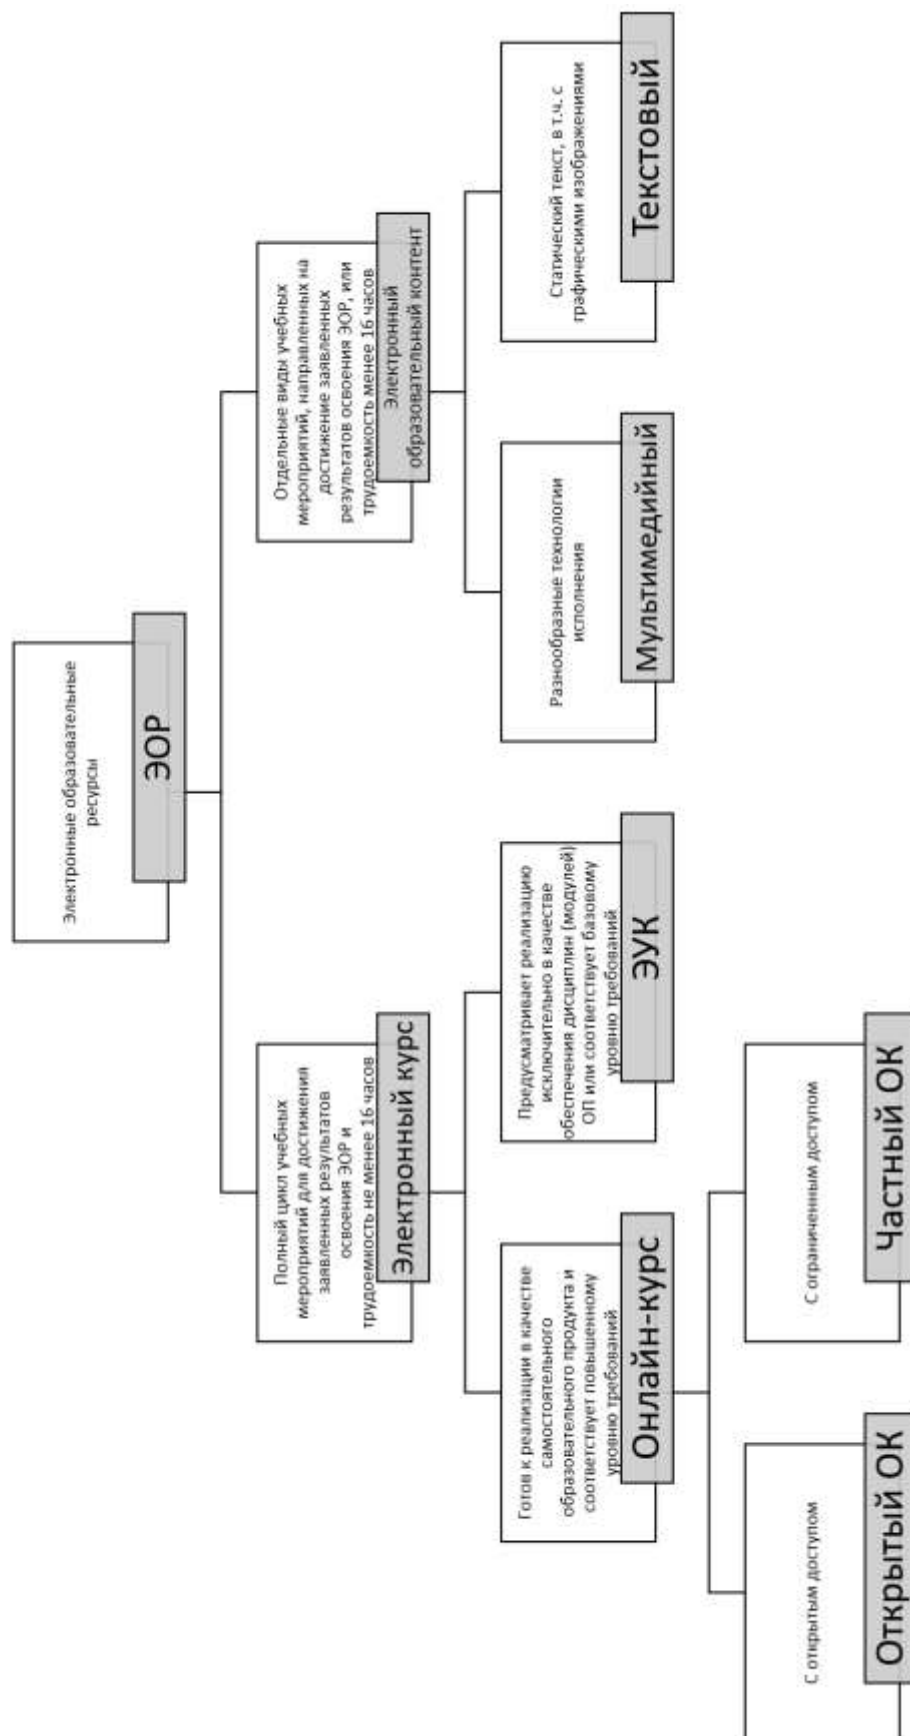 Электронные образовательные
ресурсы
ЭОР
Полный цикл учебных
мероприятий для достижения
заявленных результатов
освоения ЭОР и
трудоемкость не менее 16 часов
Электронный курс
Отдельные виды учебных
мероприятий, направленных на
достижение заявленных
результатов освоения ЭОР, или
трудоемкость менее 16 часов
Электронный
образовательный контент
Готов к реализации в качестве
самостоятельного
образовательного продукта и
соответствует повышенному
уровню требований
Онлайн-курс
Предусматривает реализацию
исключительно в качестве
обеспечения дисциплин (модулей)
ОП или соответствует базовому
уровню требований
ЭУК
Разнообразные технологии
исполнения
Мультимедийный
Статический текст, в т.ч. с
графическими изображениями
Текстовый
С открытым доступом
Открытый ОК
С ограниченным доступом
Частный ОК